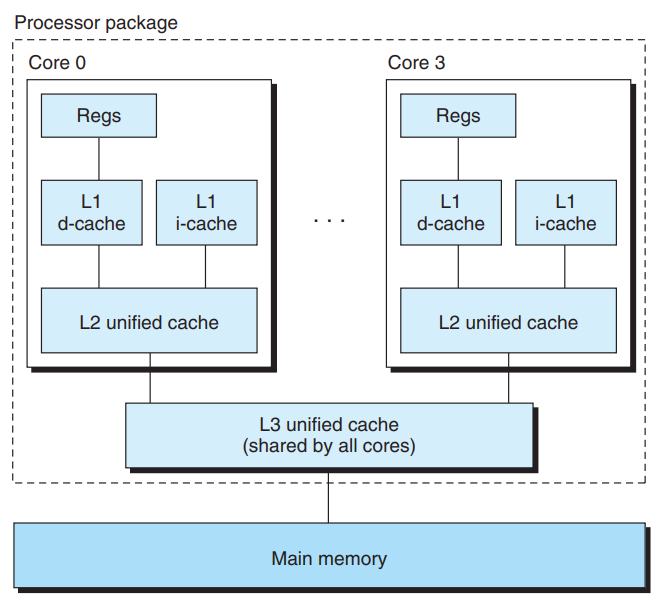 Processor package
Core 0
Regs
L1
d-cache
L1
i-cache
L2 unified cache
. . .
Core 3
Regs
L1
d-cache
L1
i-cache
L2 unified cache
L3 unified cache
(shared by all cores)
Main memory